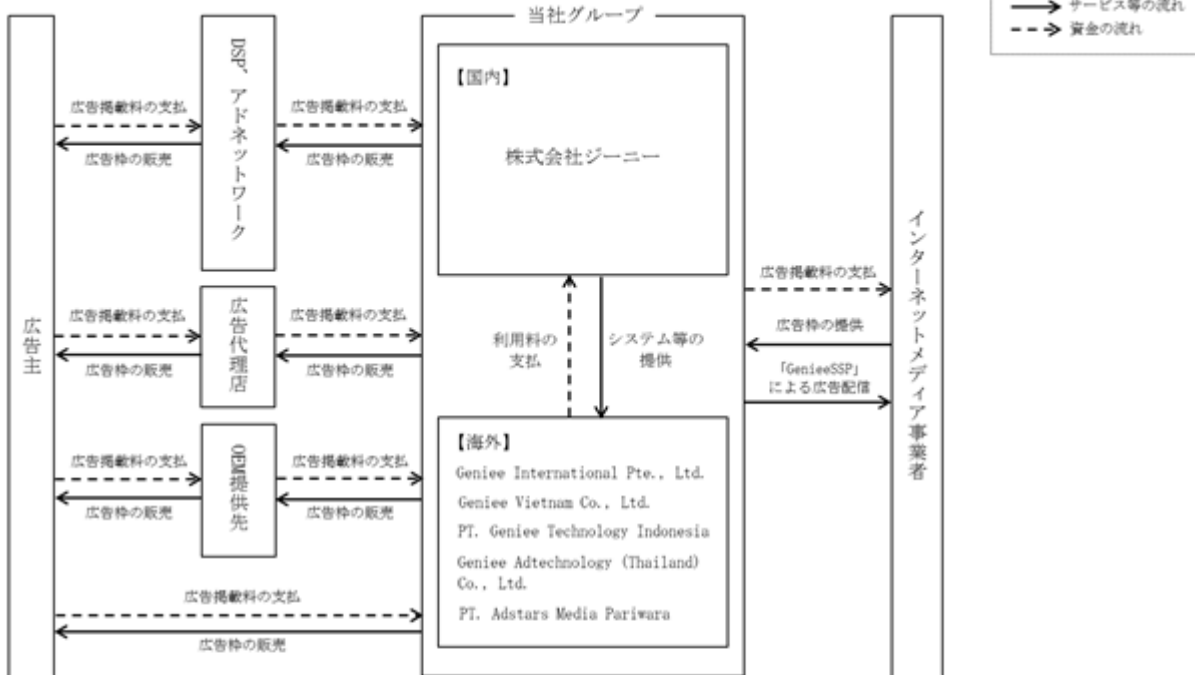 サービス等の流れ
資金の流れ
当社グループ
広告主
DSP、アドネットワーク
広告掲載料の支払
広告枠の販売
広告掲載料の支払
広告枠の販売
【国内】
株式会社ジーニー
広告代理店
広告掲載料の支払
広告枠の販売
広告掲載料の支払
広告枠の販売
利用料の
支払
システム等の
提供
OEM提供先
広告掲載料の支払
広告枠の販売
広告掲載料の支払
広告枠の販売
【海外】
Geniee International Pte., Ltd.
Geniee Vietnam Co., Ltd.
PT. Geniee Technology Indonesia
Geniee Adtechnology (Thailand)
Co., Ltd.
PT. Adstars Media Pariwara
広告掲載料の支払
広告枠の販売
広告掲載料の支払
広告枠の提供
「GenieeSSP」
による広告配信
インターネットメディア事業者